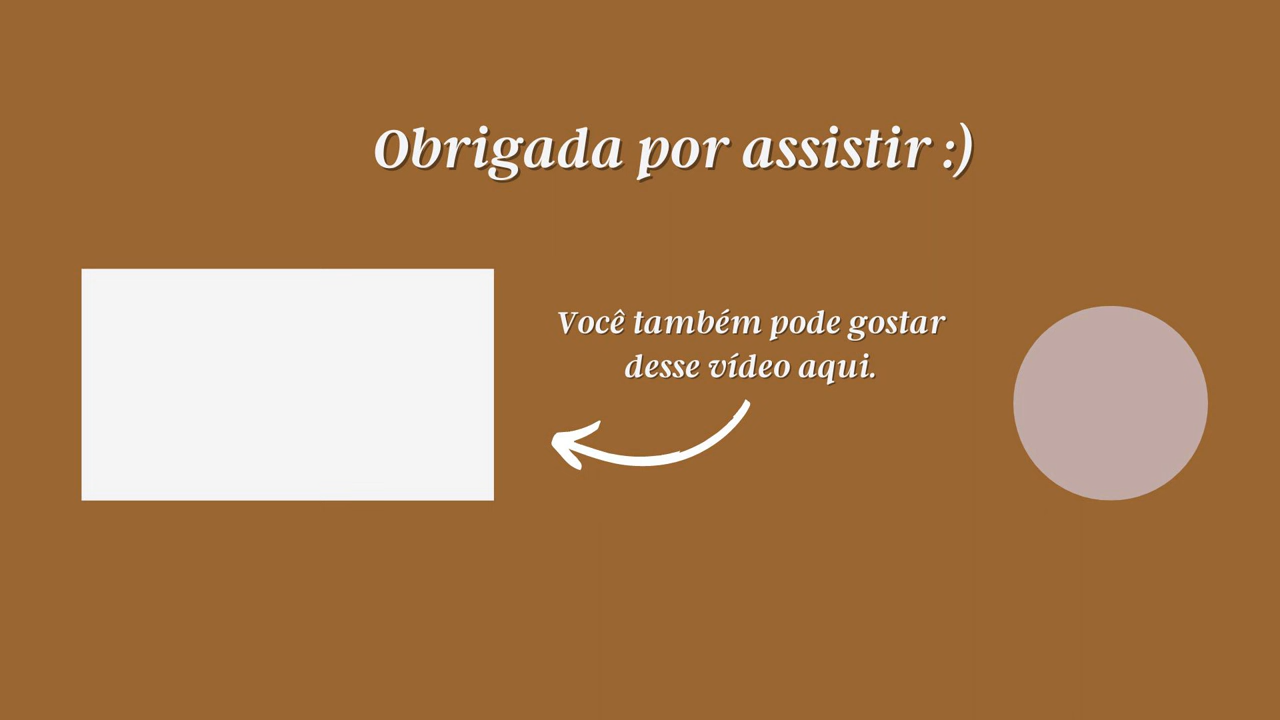 Obrigada por assistir :)
Você também pode gostar
desse vídeo aqui.